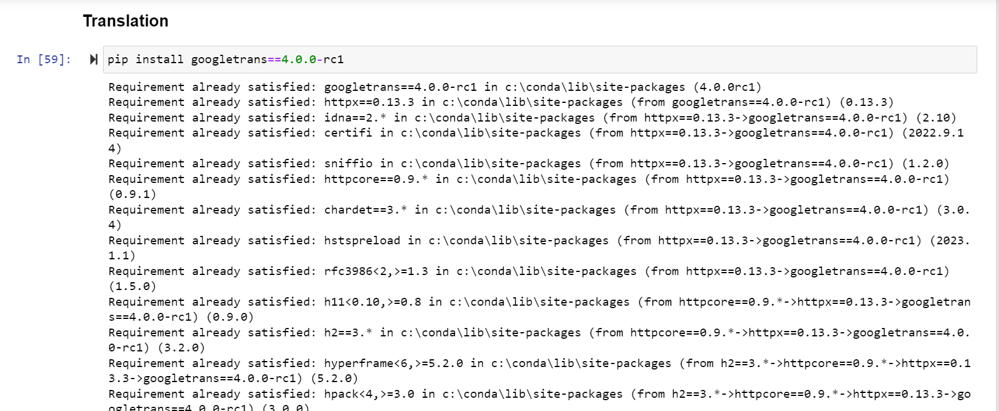 Translation
In [59]: pip install googletrans==4.0.0-rc1
Requirement already satisfied: googletrans==4.0.0-rc1 in c:\conda\lib\site-packages (4.0.0rc1)
Requirement already satisfied: httpx==0.13.3 in c:\conda\lib\site-packages (from googletrans==4.0.0-rc1) (0.13.3)
Requirement already satisfied: idna==2.* in c:\conda\lib\site-packages (from httpx==0.13.3->googletrans==4.0.0-rc1) (2.10)
Requirement already satisfied: certifi in c:\conda\lib\site-packages (from httpx==0.13.3->googletrans==4.0.0-rc1) (2022.9.1
4)
Requirement already satisfied: sniffio in c:\conda\lib\site-packages (from httpx==0.13.3->googletrans==4.0.0-rc1) (1.2.0)
Requirement already satisfied: httpcore==0.9.* in c:\conda\lib\site-packages (from httpx==0.13.3->googletrans==4.0.0-rc1)
(0.9.1)
Requirement already satisfied: chardet==3.* in c:\conda\lib\site-packages (from httpx==0.13.3->googletrans==4.0.0-rc1) (3.0.
4)
Requirement already satisfied: hstspreload in c:\conda\lib\site-packages (from httpx==0.13.3->googletrans==4.0.0-rc1) (2023.
1.1)
Requirement already satisfied: rfc3986<2,>=1.3 in c:\conda\lib\site-packages (from httpx==0.13.3->googletrans==4.0.0-rc1)
(1.5.0)
Requirement already satisfied: h11<0.10,>=0.8 in c:\conda\lib\site-packages (from httpcore==0.9.*->httpx==0.13.3->googletran
s==4.0.0-rc1) (0.9.0)
Requirement already satisfied: h2==3.* in c:\conda\lib\site-packages (from httpcore==0.9.*->httpx==0.13.3->googletrans==4.0.
0-rc1) (3.2.0)
Requirement already satisfied: hyperframe<6,>=5.2.0 in c:\conda\lib\site-packages (from h2==3.*->httpcore==0.9.*->httpx==0.1
3.3->googletrans==4.0.0-rc1) (5.2.0)
Requirement already satisfied: hpack<4,>=3.0 in c:\conda\lib\site-packages (from h2==3.*->httpcore==0.9.*->httpx==0.13.3->go
ogletrans==4.0.0-rc1) (3.0.0)